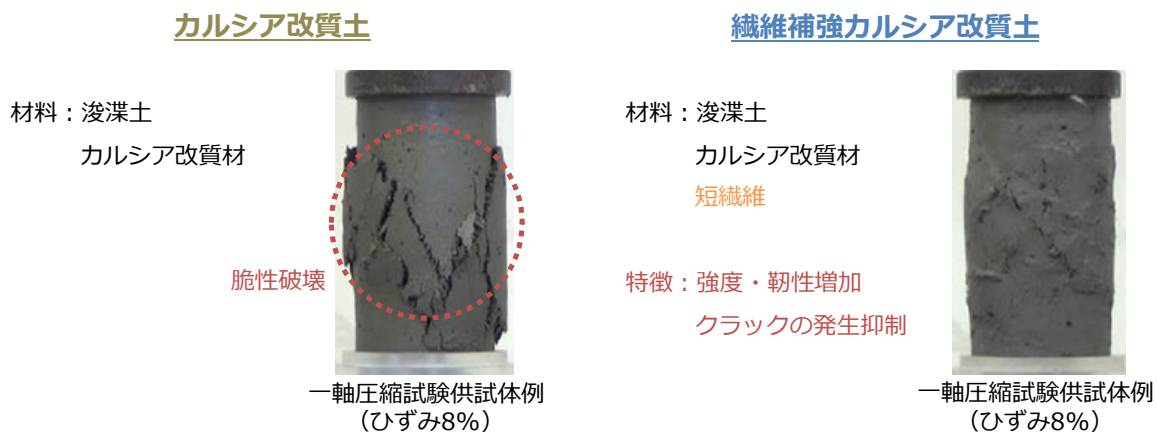 カルシア改質土
材料：浚渫土
カルシア改質材
脆性破壊
一軸圧縮試験供試体例
（ひずみ8%）
繊維補強カルシア改質土
材料：浚渫土
カルシア改質材
短繊維
特徴：強度・靭性増加
クラックの発生抑制
一軸圧縮試験供試体例
（ひずみ8%）